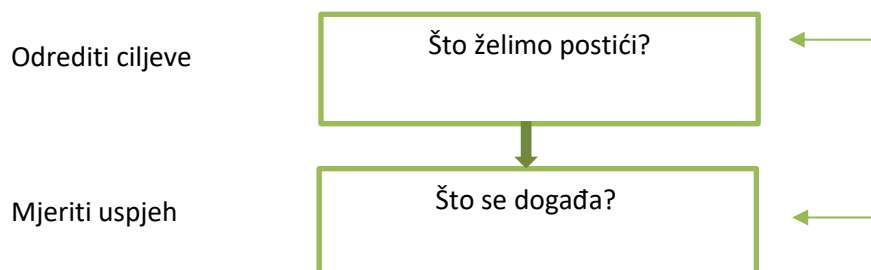 Odrediti ciljeve
Što želimo postići?
Mjeriti uspjeh
Što se događa?